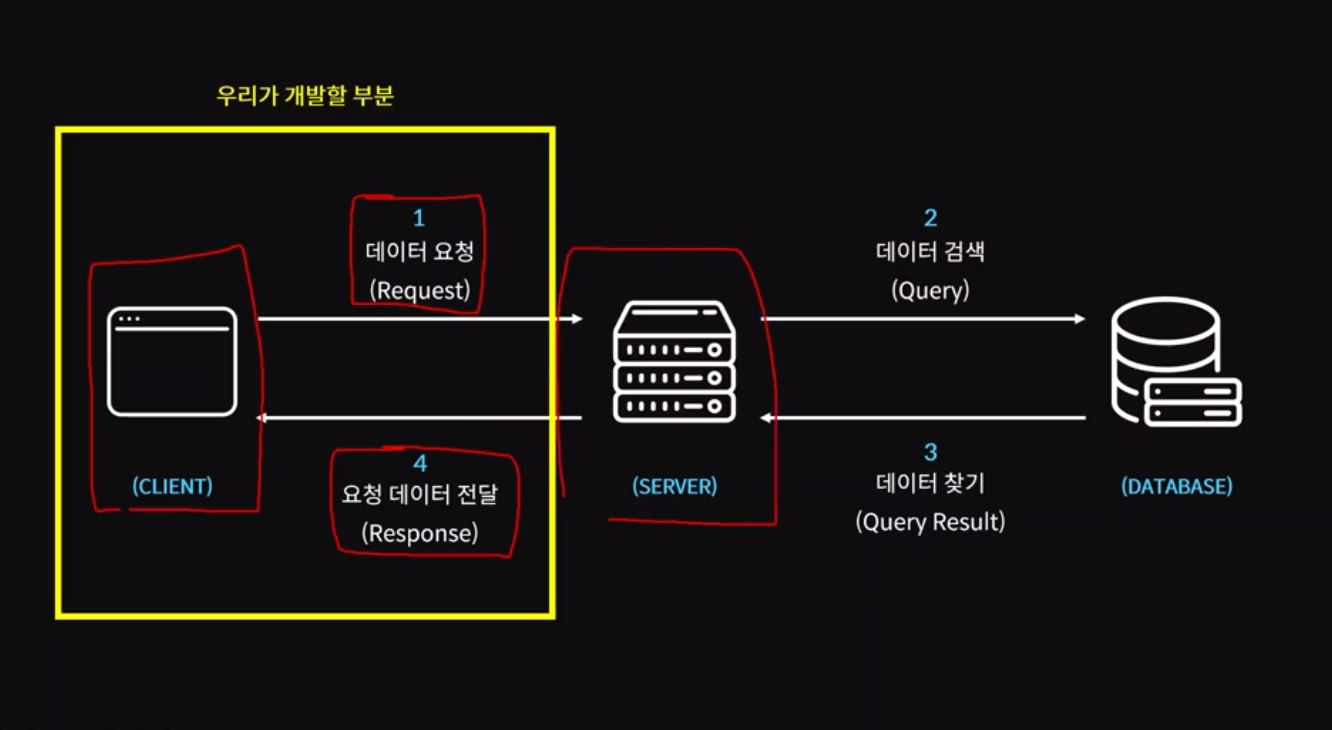 우리가 개발할 부분
1
데이터 요청
(Request)
2
데이터 검색
(Query)
4
요청 데이터 전달
(Response)
3
데이터 찾기
(Query Result)
(CLIENT)
(SERVER)
(DATABASE)